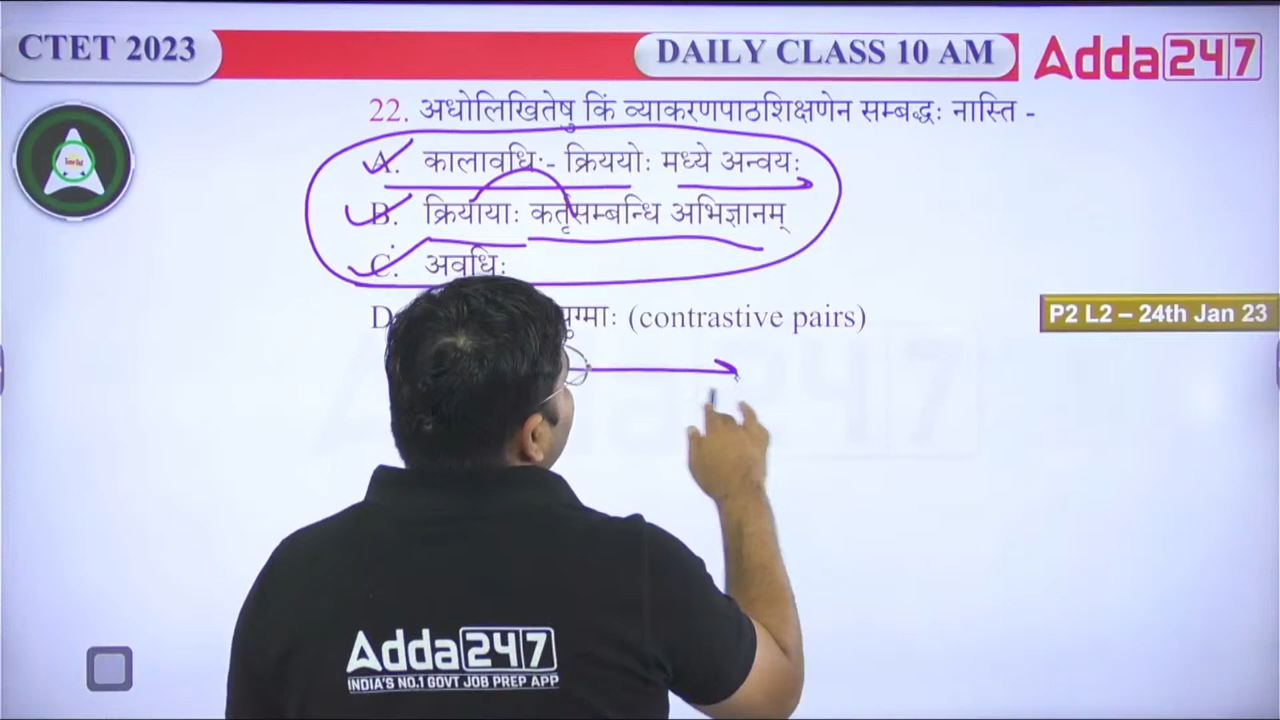 CTET 2023
DAILY CLASS 10 AM
Adda247
22. अधोलिखितेषु किं व्याकरणपाठशिक्षणेन सम्बद्धः नास्ति -
A. कालावधिः- क्रिययोः मध्ये अन्वयः
B. क्रियायाः कर्तृसम्बन्धि अभिज्ञानम्
C. अवधिः
D. (contrastive pairs)
P2 L2 – 24th Jan 23
Adda247
INDIA'S NO.1 GOVT JOB PREP APP